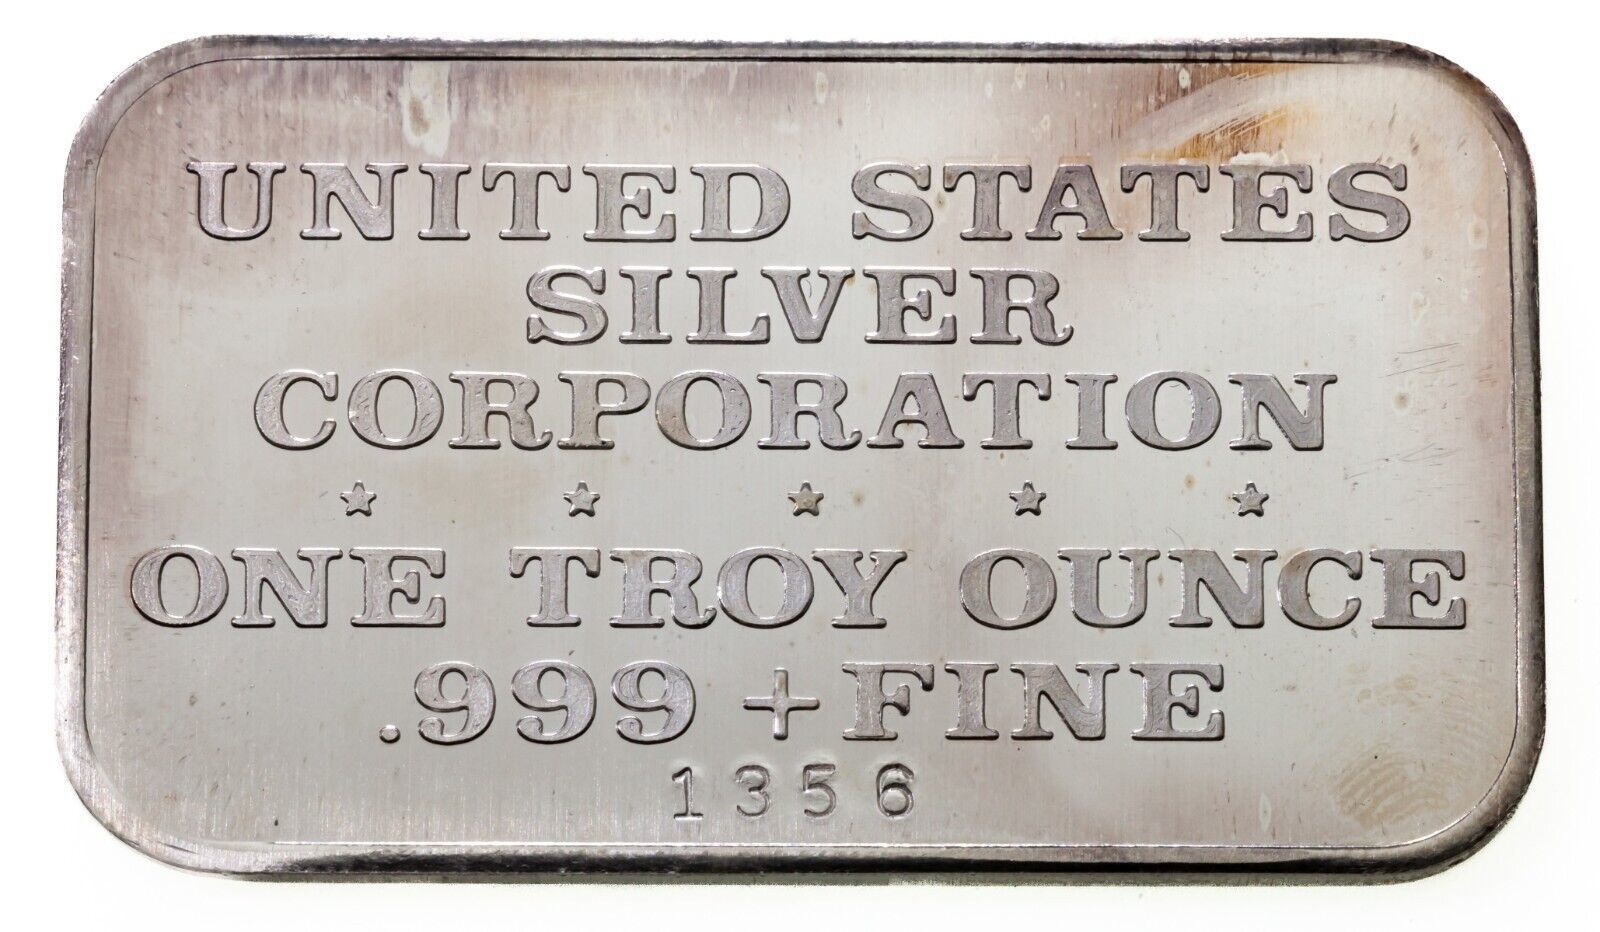 UNITED STATES
SILVER
CORPORATION
★ ★ ★ ★ ★
ONE TROY OUNCE
.999 + FINE
1356